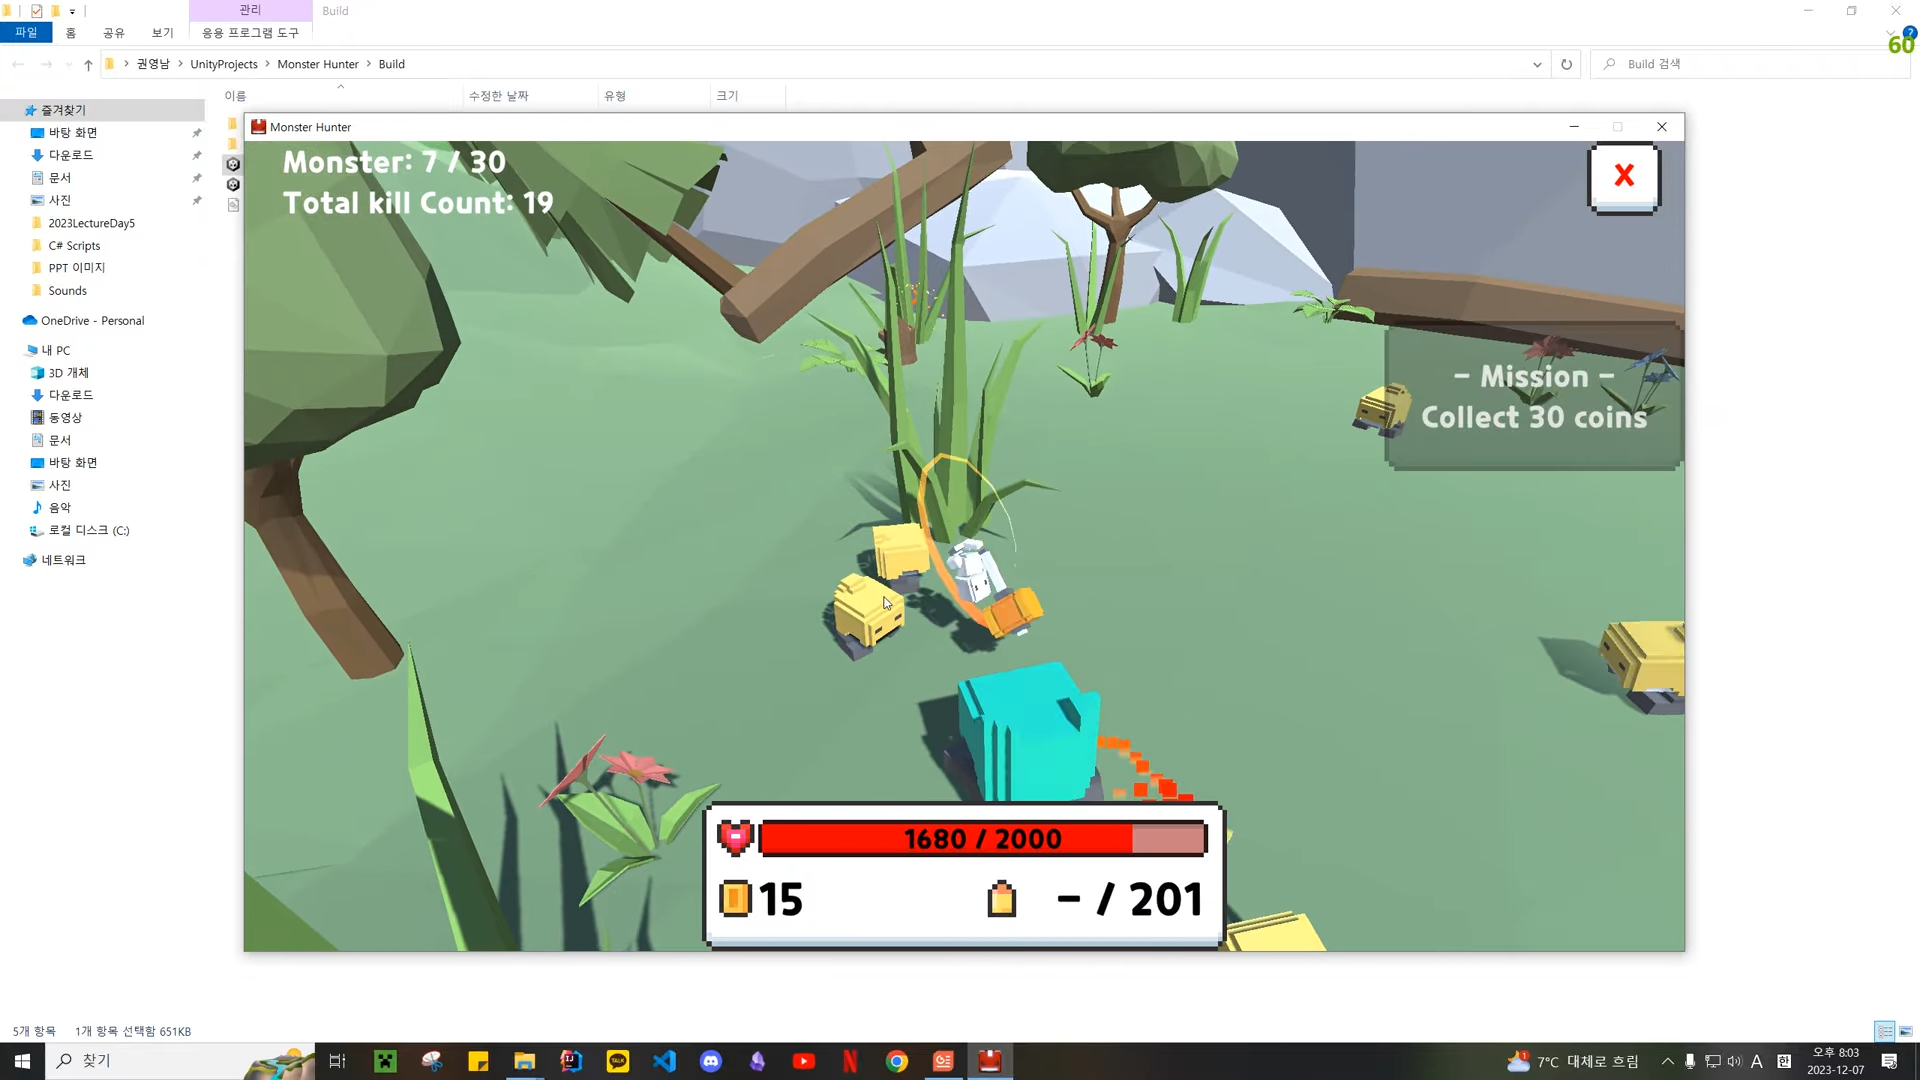 관리
Build
파일
홈
공유
보기
응용 프로그램 도구
60
권영남 > UnityProjects > Monster Hunter > Build
Build 검색
이름
수정한 날짜
유형
크기
즐겨찾기
바탕 화면
다운로드
문서
사진
2023LectureDay5
C# Scripts
PPT 이미지
Sounds
OneDrive - Personal
내 PC
3D 개체
다운로드
동영상
문서
바탕 화면
사진
음악
로컬 디스크 (C:)
네트워크
Monster Hunter
Monster: 7 / 30
Total kill Count: 19
X
- Mission -
Collect 30 coins
1680 / 2000
15
- / 201
5개 항목
1개 항목 선택함 651KB
찾기
7°C 대체로 흐림
A
한
오후 8:03
2023-12-07